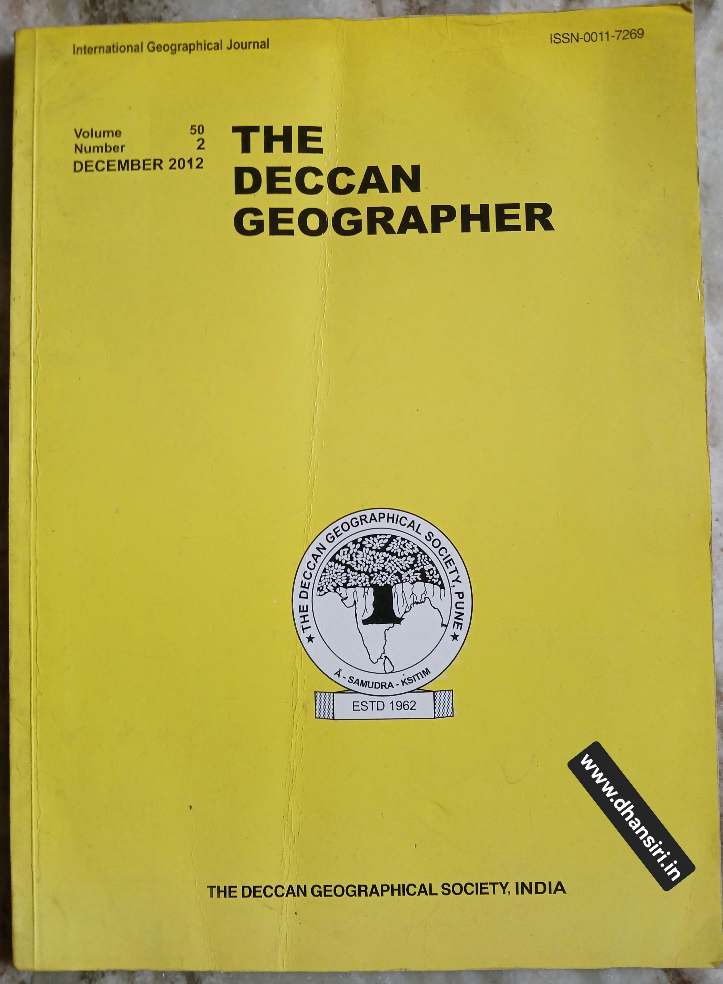 International Geographical Journal
ISSN-0011-7269
Volume 50
Number 2
DECEMBER 2012
THE
DECCAN
GEOGRAPHER
★ THE DECCAN GEOGRAPHICAL SOCIETY, PUNE ★
Ā - SAMUDRA - KSITIM
ESTD 1962
www.dhansiri.in
THE DECCAN GEOGRAPHICAL SOCIETY, INDIA